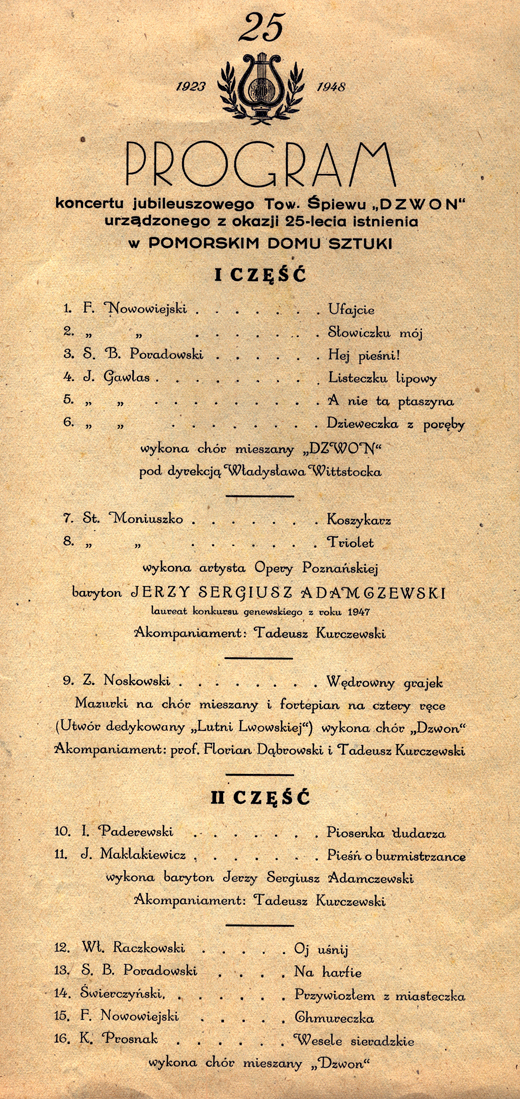 25
1923 1948
PROGRAM
koncertu jubileuszowego Tow. Śpiewu „DZWON“
urządzonego z okazji 25-lecia istnienia
w POMORSKIM DOMU SZTUKI
I CZĘŚĆ
1. F. Nowowiejski . . . . . . Ufajcie
2. „ „ . . . . . . Słowiczku mój
3. S. B. Poradowski . . . . . . Hej pieśni!
4. J. Gawlas . . . . . . . . Listeczku lipowy
5. „ „ . . . . . . . . A nie ta ptaszyna
6. „ „ . . . . . . . Dzieweczka z poręby
wykona chór mieszany „DZWON“
pod dyrekcją Władysława Wittstocka
7. St. Moniuszko . . . . . . Koszykarz
8. „ „ . . . . . . Triolet
wykona artysta Opery Poznańskiej
baryton JERZY SERGIUSZ ADAMCZEWSKI
laureat konkursu genewskiego z roku 1947
Akompaniament: Tadeusz Kurczewski
9. Z. Noskowski . . . . . . . . Wędrowny grajek
Mazurki na chór mieszany i fortepian na cztery ręce
(Utwór dedykowany „Lutni Lwowskiej“) wykona chór „Dzwon“
Akompaniament: prof. Florian Dąbrowski i Tadeusz Kurczewski
II CZĘŚĆ
10. I. Paderewski . . . . . . Piosenka dudarza
11. J. Maklakiewicz . . . . . . Pieśń o burmistrzance
wykona baryton Jerzy Sergiusz Adamczewski
Akompaniament: Tadeusz Kurczewski
12. Wł. Raczkowski . . . . . Oj uśnij
13. S. B. Poradowski . . . . Na harfie
14. Świerczyński. . . . . . . Przywiozłem z miasteczka
15. F. Nowowiejski . . . . . Chmureczka
16. K. Prosnak . . . . . . Wesele sieradzkie
wykona chór mieszany „Dzwon“